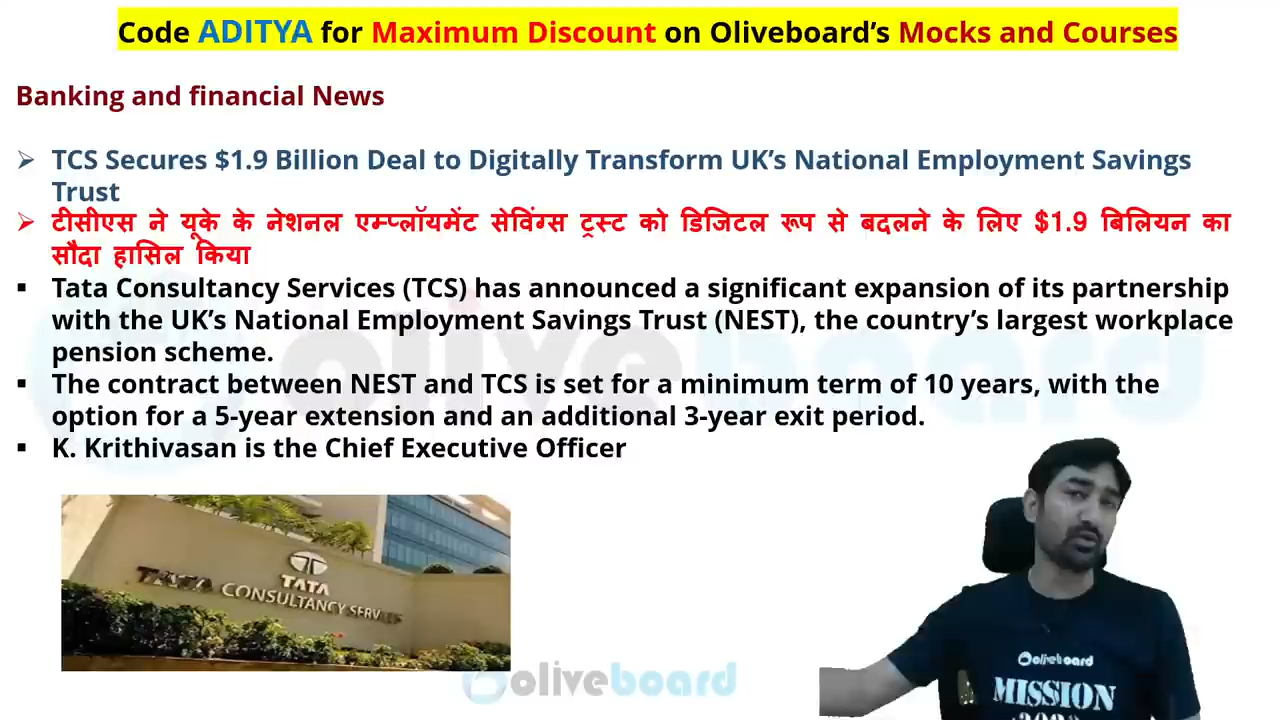 Code ADITYA for Maximum Discount on Oliveboard’s Mocks and Courses
Banking and financial News
TCS Secures $1.9 Billion Deal to Digitally Transform UK’s National Employment Savings
Trust
टीसीएस ने यूके के नेशनल एम्प्लॉयमेंट सेविंग्स ट्रस्ट को डिजिटल रूप से बदलने के लिए $1.9 बिलियन का
सौदा हासिल किया
Tata Consultancy Services (TCS) has announced a significant expansion of its partnership
with the UK’s National Employment Savings Trust (NEST), the country’s largest workplace
pension scheme.
The contract between NEST and TCS is set for a minimum term of 10 years, with the
option for a 5-year extension and an additional 3-year exit period.
K. Krithivasan is the Chief Executive Officer
TATA
TATA CONSULTANCY SERVICES
oliveboard
oliveboard
MISSION
oliveboard